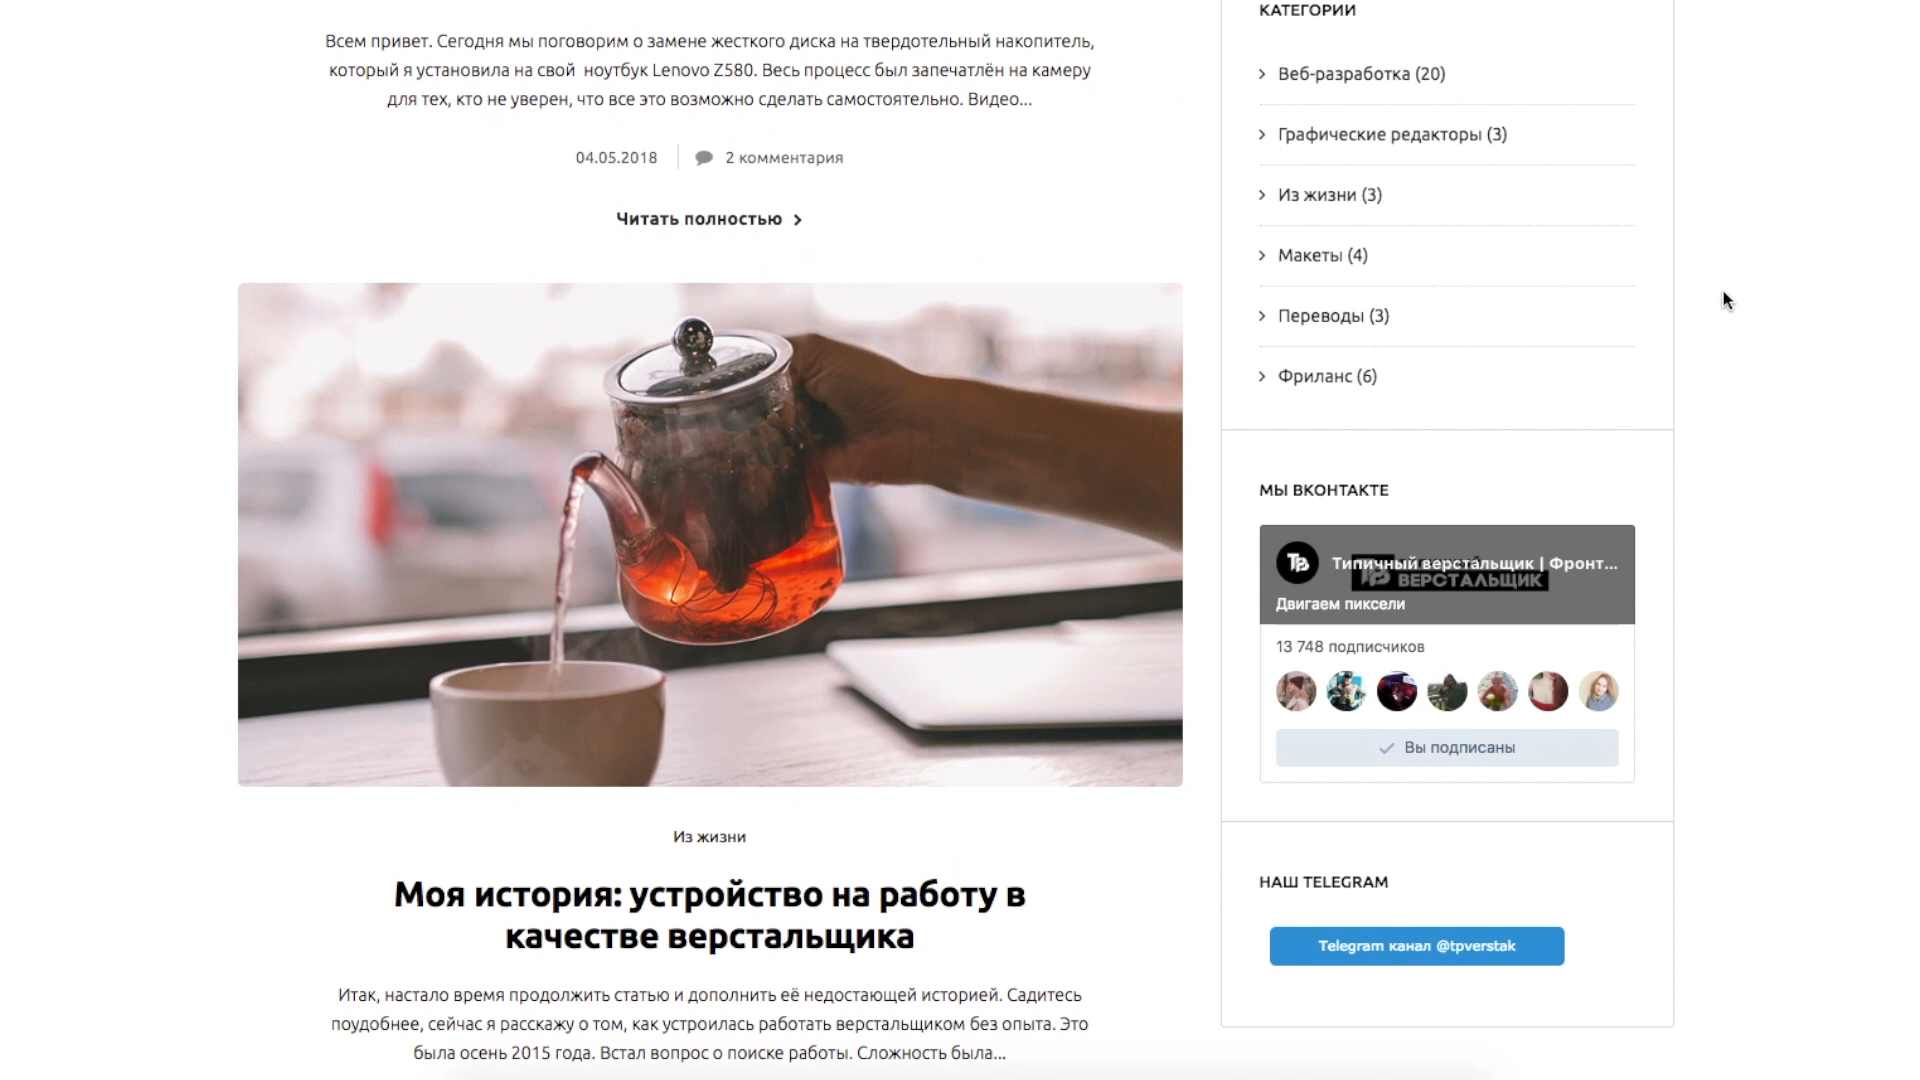 Всем привет. Сегодня мы поговорим о замене жесткого диска на твердотельный накопитель,
который я установила на свой ноутбук Lenovo Z580. Весь процесс был запечатлён на камеру
для тех, кто не уверен, что все это возможно сделать самостоятельно. Видео...
04.05.2018
2 комментария
Читать полностью
Из жизни
Моя история: устройство на работу в
качестве верстальщика
Итак, настало время продолжить статью и дополнить её недостающей историей. Садитесь
поудобнее, сейчас я расскажу о том, как устроилась работать верстальщиком без опыта. Это
была осень 2015 года. Встал вопрос о поиске работы. Сложность была...
КАТЕГОРИИ
Веб-разработка (20)
Графические редакторы (3)
Из жизни (3)
Макеты (4)
Переводы (3)
Фриланс (6)
МЫ ВКОНТАКТЕ
ТВ
Типичный верстальщик | Фронт...
ТВ ВЕРСТАЛЬЩИК
Двигаем пиксели
13 748 подписчиков
Вы подписаны
НАШ TELEGRAM
Telegram канал @tpverstak